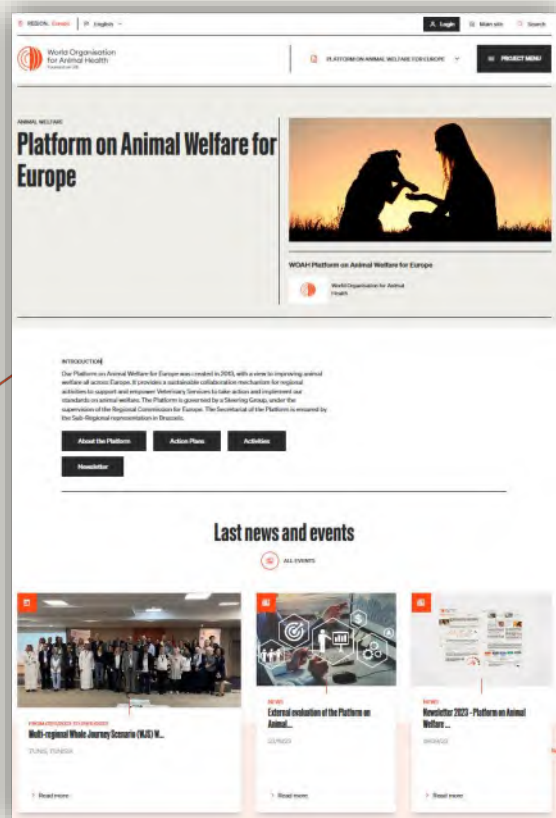 REGION: Europe
English
Login
Main site
Search
World Organisation
for Animal Health
PLATFORM ON ANIMAL WELFARE FOR EUROPE
PROJECT MENU
ANIMAL WELFARE
Platform on Animal Welfare for
Europe
WOAH Platform on Animal Welfare for Europe
World Organisation for Animal
Health
INTRODUCTION
Our Platform on Animal Welfare for Europe was created in 2013, with a view to improving animal
welfare all across Europe. It provides a sustainable collaboration mechanism for regional
activities to support and empower Veterinary Services to take action and implement our
standards on animal welfare. The Platform is governed by a Steering Group, under the
supervision of the Regional Commission for Europe. The Secretariat of the Platform is ensured by
the Sub-Regional representation in Brussels.
About the Platform
Action Plans
Activities
Newsletter
Last news and events
ALL EVENTS
Multi-regional Whole Journey Scenario (WJS) W...
TUNIS, TUNISIA
Read more
NEWS
External evaluation of the Platform on
Animal...
Read more
NEWS
Newsletter 2023 - Platform on Animal
Welfare ...
Read more